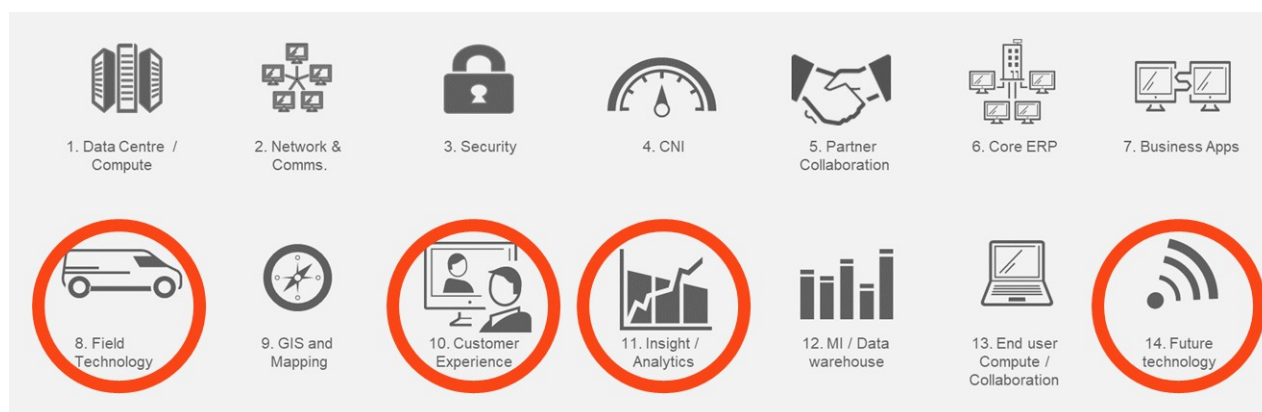 1. Data Centre /
Compute
2. Network &
Comms.
3. Security
4. CNI
5. Partner
Collaboration
6. Core ERP
7. Business Apps
8. Field
Technology
9. GIS and
Mapping
10. Customer
Experience
11. Insight /
Analytics
12. MI / Data
warehouse
13. End user
Compute /
Collaboration
14. Future
technology